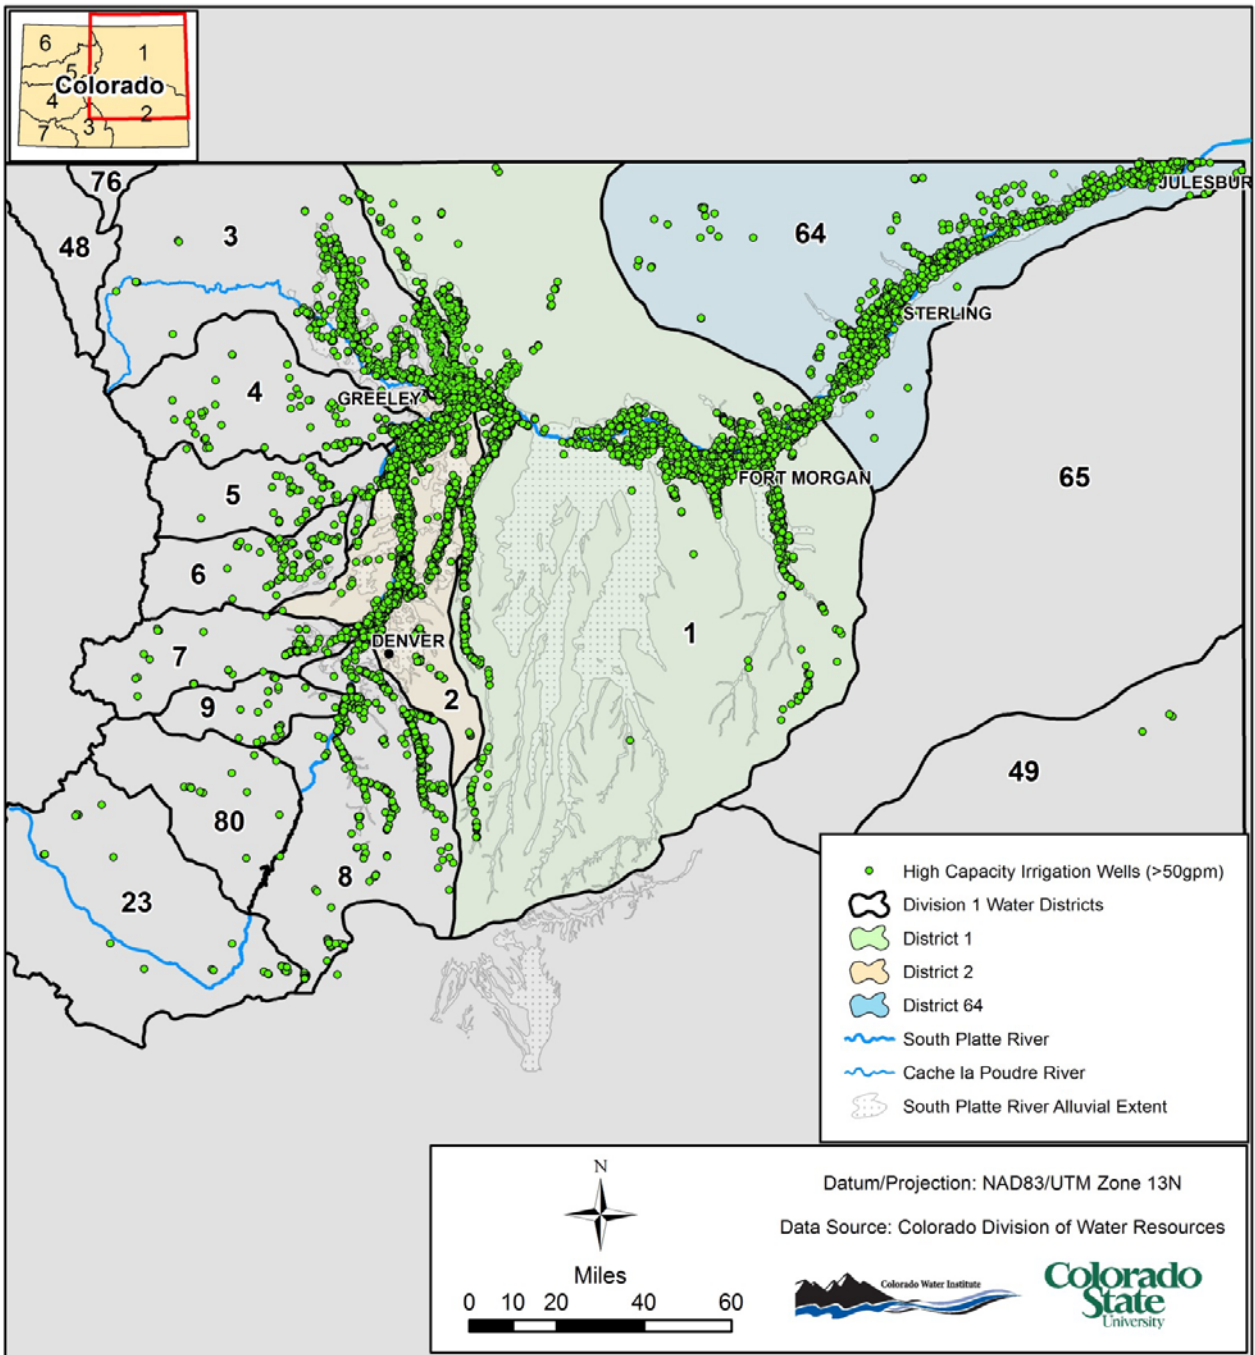 6
1
5
Colorado
4
2
7
3
76
JULESBUR
3
64
48
STERLING
4
GREELEY
FORT MORGAN
65
5
6
1
DENVER
7
2
9
49
80
8
23
High Capacity Irrigation Wells (>50gpm)
Division 1 Water Districts
District 1
District 2
District 64
South Platte River
Cache la Poudre River
South Platte River Alluvial Extent
N
Miles
0 10 20 40 60
Datum/Projection: NAD83/UTM Zone 13N
Data Source: Colorado Division of Water Resources
Colorado Water Institute
Colorado
State
University